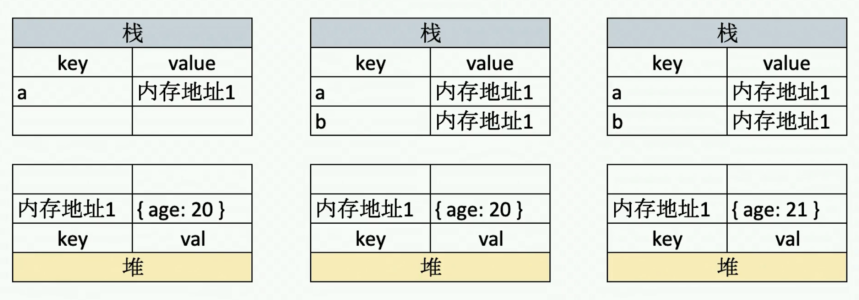 栈 栈 栈
key value key value key value
a 内存地址1 a 内存地址1 a 内存地址1
b 内存地址1 b 内存地址1
内存地址1 { age: 20 } 内存地址1 { age: 20 } 内存地址1 { age: 21 }
key val key val key val
堆 堆 堆